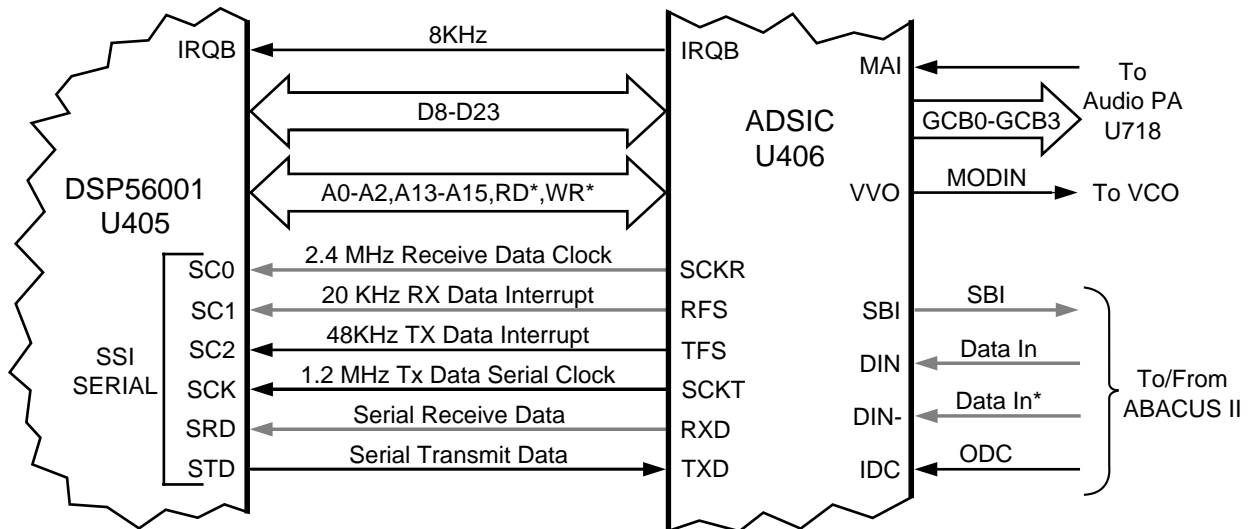 IRQB
8KHz
IRQB
MAI
To
Audio PA
U718
D8-D23
ADSIC
U406
GCB0-GCB3
DSP56001
U405
A0-A2,A13-A15,RD*,WR*
VVO
MODIN
To VCO
SC0
2.4 MHz Receive Data Clock
SCKR
SC1
20 KHz RX Data Interrupt
RFS
SBI
SBI
SSI
SERIAL
SC2
48KHz TX Data Interrupt
TFS
DIN
Data In
SCK
1.2 MHz Tx Data Serial Clock
SCKT
To/From
ABACUS II
SRD
Serial Receive Data
RXD
DIN-
Data In*
STD
Serial Transmit Data
TXD
IDC
ODC